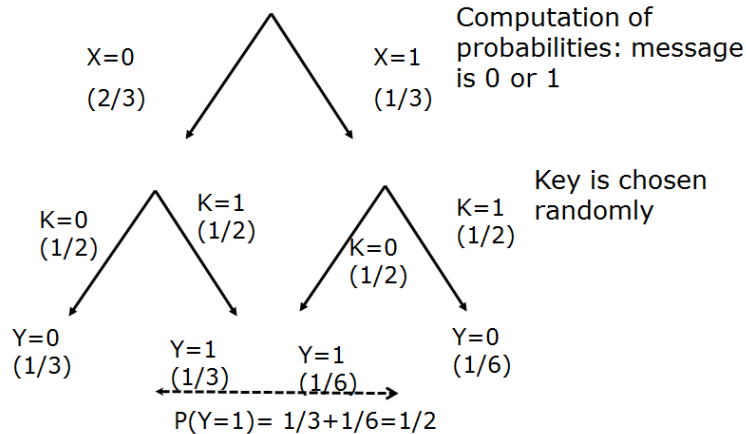 Computation of
probabilities: message
is 0 or 1
X=0
(2/3)
X=1
(1/3)
Key is chosen
randomly
K=0
(1/2)
K=1
(1/2)
K=0
(1/2)
K=1
(1/2)
Y=0
(1/3)
Y=1
(1/3)
Y=1
(1/6)
Y=0
(1/6)
P(Y=1)= 1/3+1/6=1/2